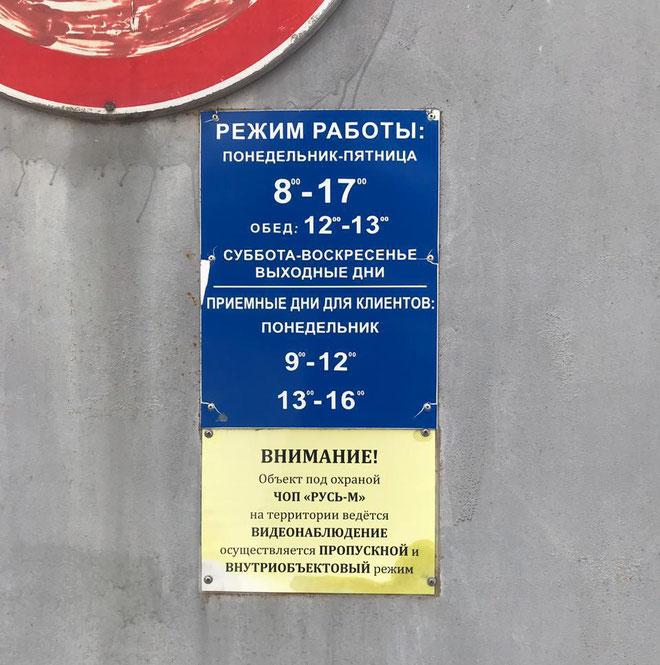 РЕЖИМ РАБОТЫ:
ПОНЕДЕЛЬНИК-ПЯТНИЦА
8⁰⁰-17⁰⁰
ОБЕД: 12⁰⁰-13⁰⁰
СУББОТА-ВОСКРЕСЕНЬЕ
ВЫХОДНЫЕ ДНИ
ПРИЕМНЫЕ ДНИ ДЛЯ КЛИЕНТОВ:
ПОНЕДЕЛЬНИК
9⁰⁰-12⁰⁰
13⁰⁰-16⁰⁰
ВНИМАНИЕ!
Объект под охраной
ЧОП «РУСЬ-М»
на территории ведётся
ВИДЕОНАБЛЮДЕНИЕ
осуществляется ПРОПУСКНОЙ и
ВНУТРИОБЪЕКТОВЫЙ режим